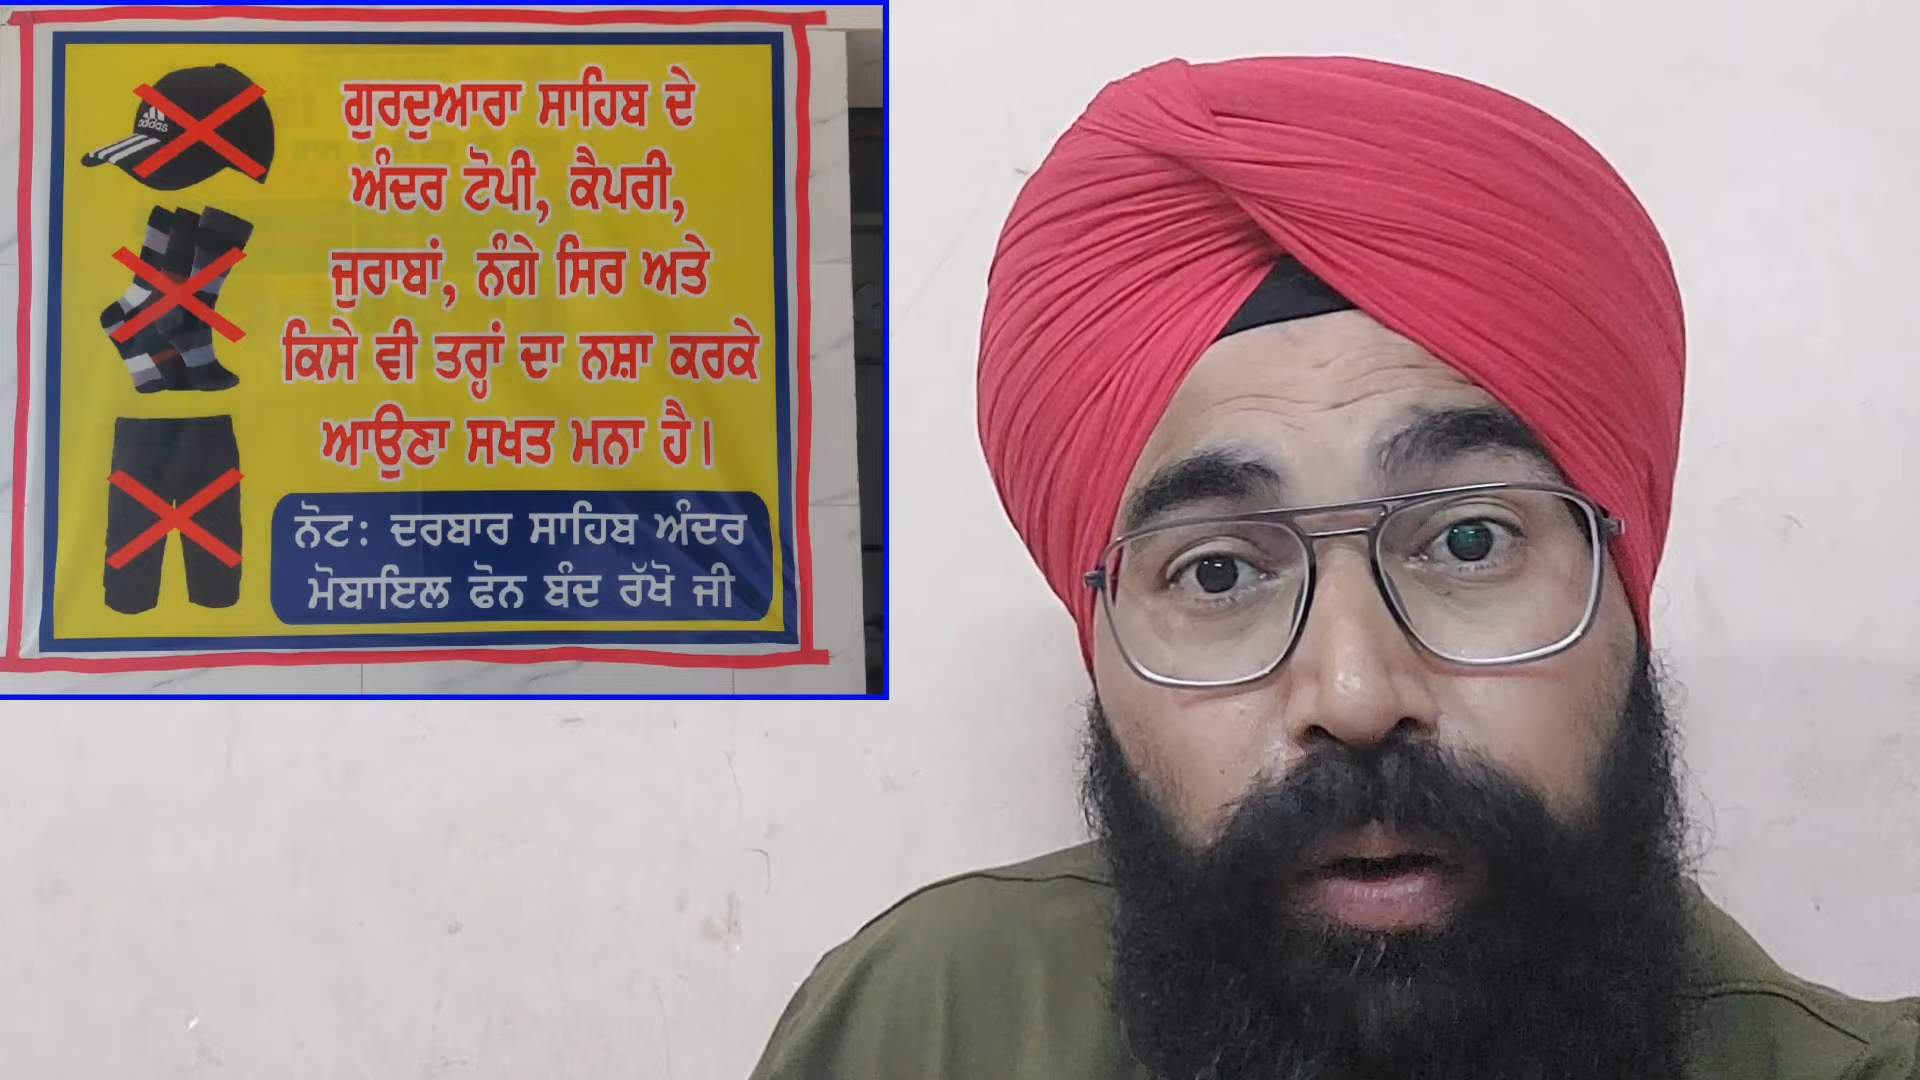 adidas
ਗੁਰਦੁਆਰਾ ਸਾਹਿਬ ਦੇ
ਅੰਦਰ ਟੋਪੀ, ਕੈਪਰੀ,
ਜੁਰਾਬਾਂ, ਨੰਗੇ ਸਿਰ ਅਤੇ
ਕਿਸੇ ਵੀ ਤਰ੍ਹਾਂ ਦਾ ਨਸ਼ਾ ਕਰਕੇ
ਆਉਣਾ ਸਖਤ ਮਨਾ ਹੈ।
ਨੋਟ: ਦਰਬਾਰ ਸਾਹਿਬ ਅੰਦਰ
ਮੋਬਾਇਲ ਫੋਨ ਬੰਦ ਰੱਖੋ ਜੀ